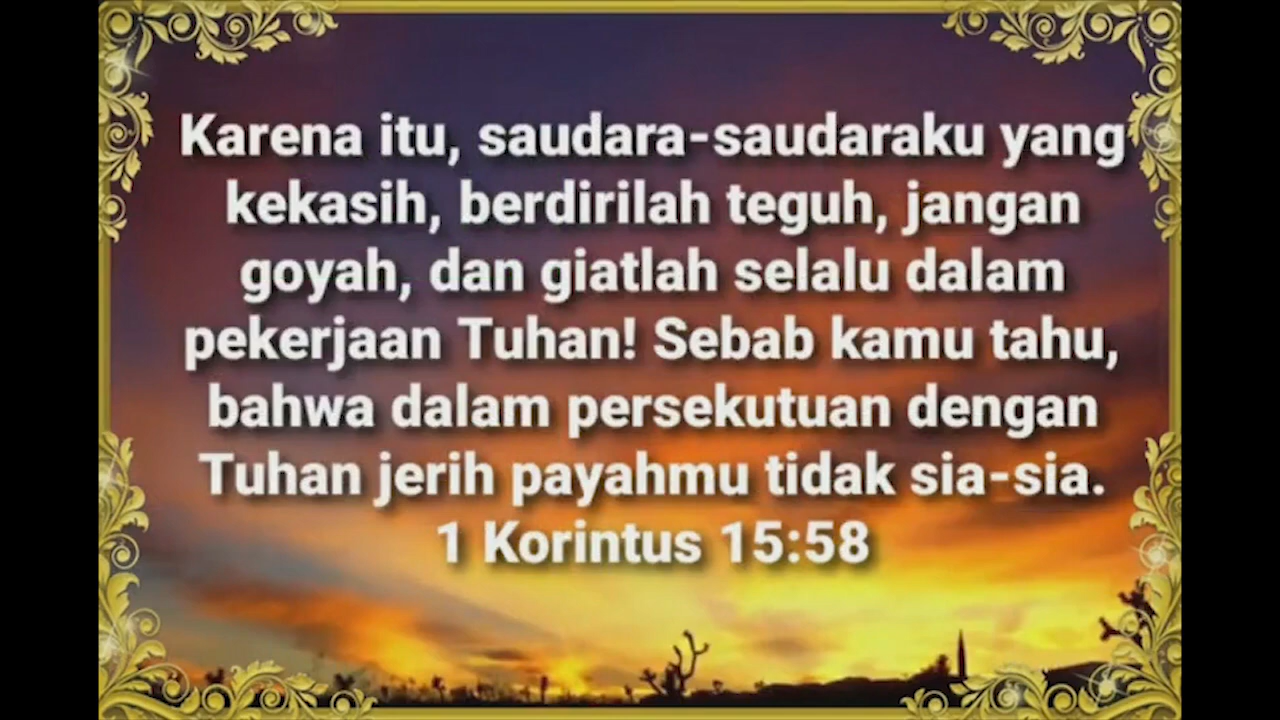 Karena itu, saudara-saudaraku yang
kekasih, berdirilah teguh, jangan
goyah, dan giatlah selalu dalam
pekerjaan Tuhan! Sebab kamu tahu,
bahwa dalam persekutuan dengan
Tuhan jerih payahmu tidak sia-sia.
1 Korintus 15:58